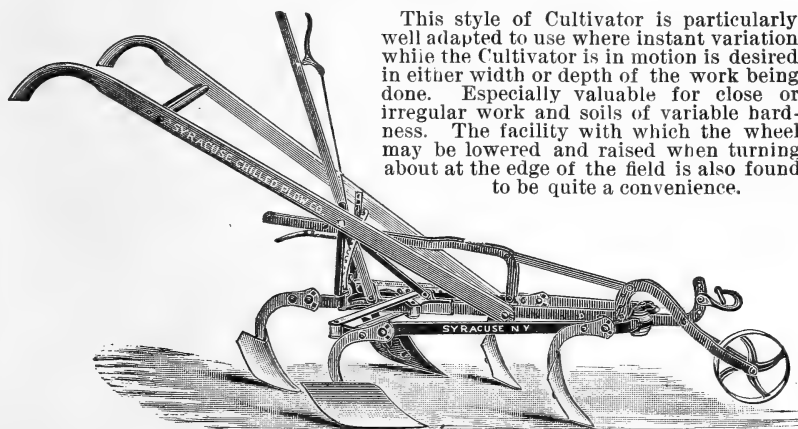 This style of Cultivator is particularly
well adapted to use where instant variation
while the Cultivator is in motion is desired
in either width or depth of the work being
done. Especially valuable for close or
irregular work and soils of variable hard-
ness. The facility with which the wheel
may be lowered and raised when turning
about at the edge of the field is also found
to be quite a convenience.
SYRACUSE CHILLED PLOW CO.
SYRACUSE N Y